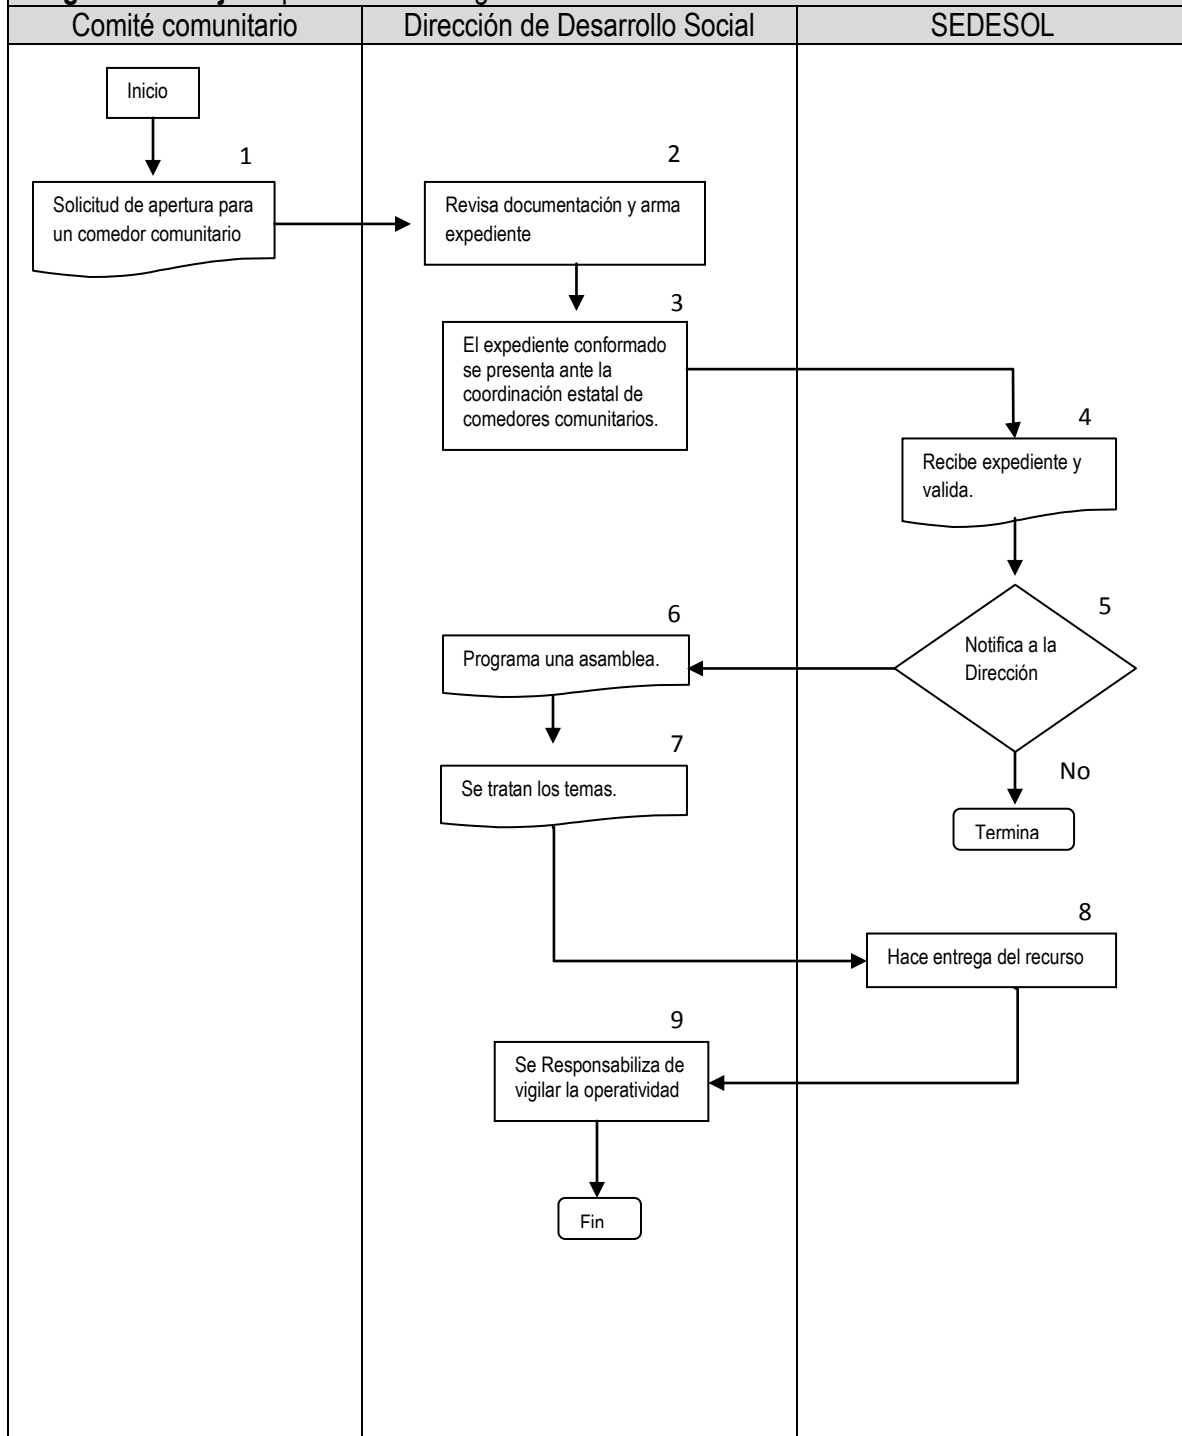 Comité comunitario
Dirección de Desarrollo Social
SEDESOL
Inicio
1
Solicitud de apertura para
un comedor comunitario
2
Revisa documentación y arma
expediente
3
El expediente conformado
se presenta ante la
coordinación estatal de
comedores comunitarios.
4
Recibe expediente y
valida.
5
Notifica a la
Dirección
No
Termina
6
Programa una asamblea.
7
Se tratan los temas.
8
Hace entrega del recurso
9
Se Responsabiliza de
vigilar la operatividad
Fin